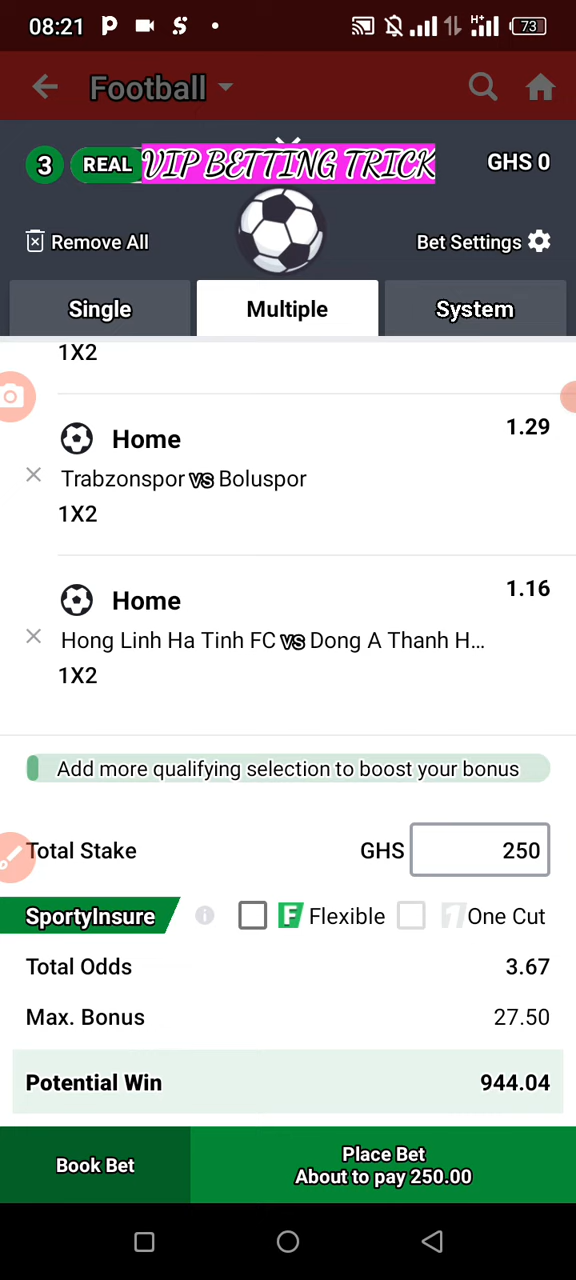 08:21
H+ 73
Football
3 REAL VIP BETTING TRICK GHS 0
Remove All Bet Settings
Single Multiple System
1X2
Home 1.29
Trabzonspor vs Boluspor
1X2
Home 1.16
Hong Linh Ha Tinh FC vs Dong A Thanh H...
1X2
Add more qualifying selection to boost your bonus
Total Stake GHS 250
SportyInsure i F Flexible 1 One Cut
Total Odds 3.67
Max. Bonus 27.50
Potential Win 944.04
Book Bet
Place Bet
About to pay 250.00